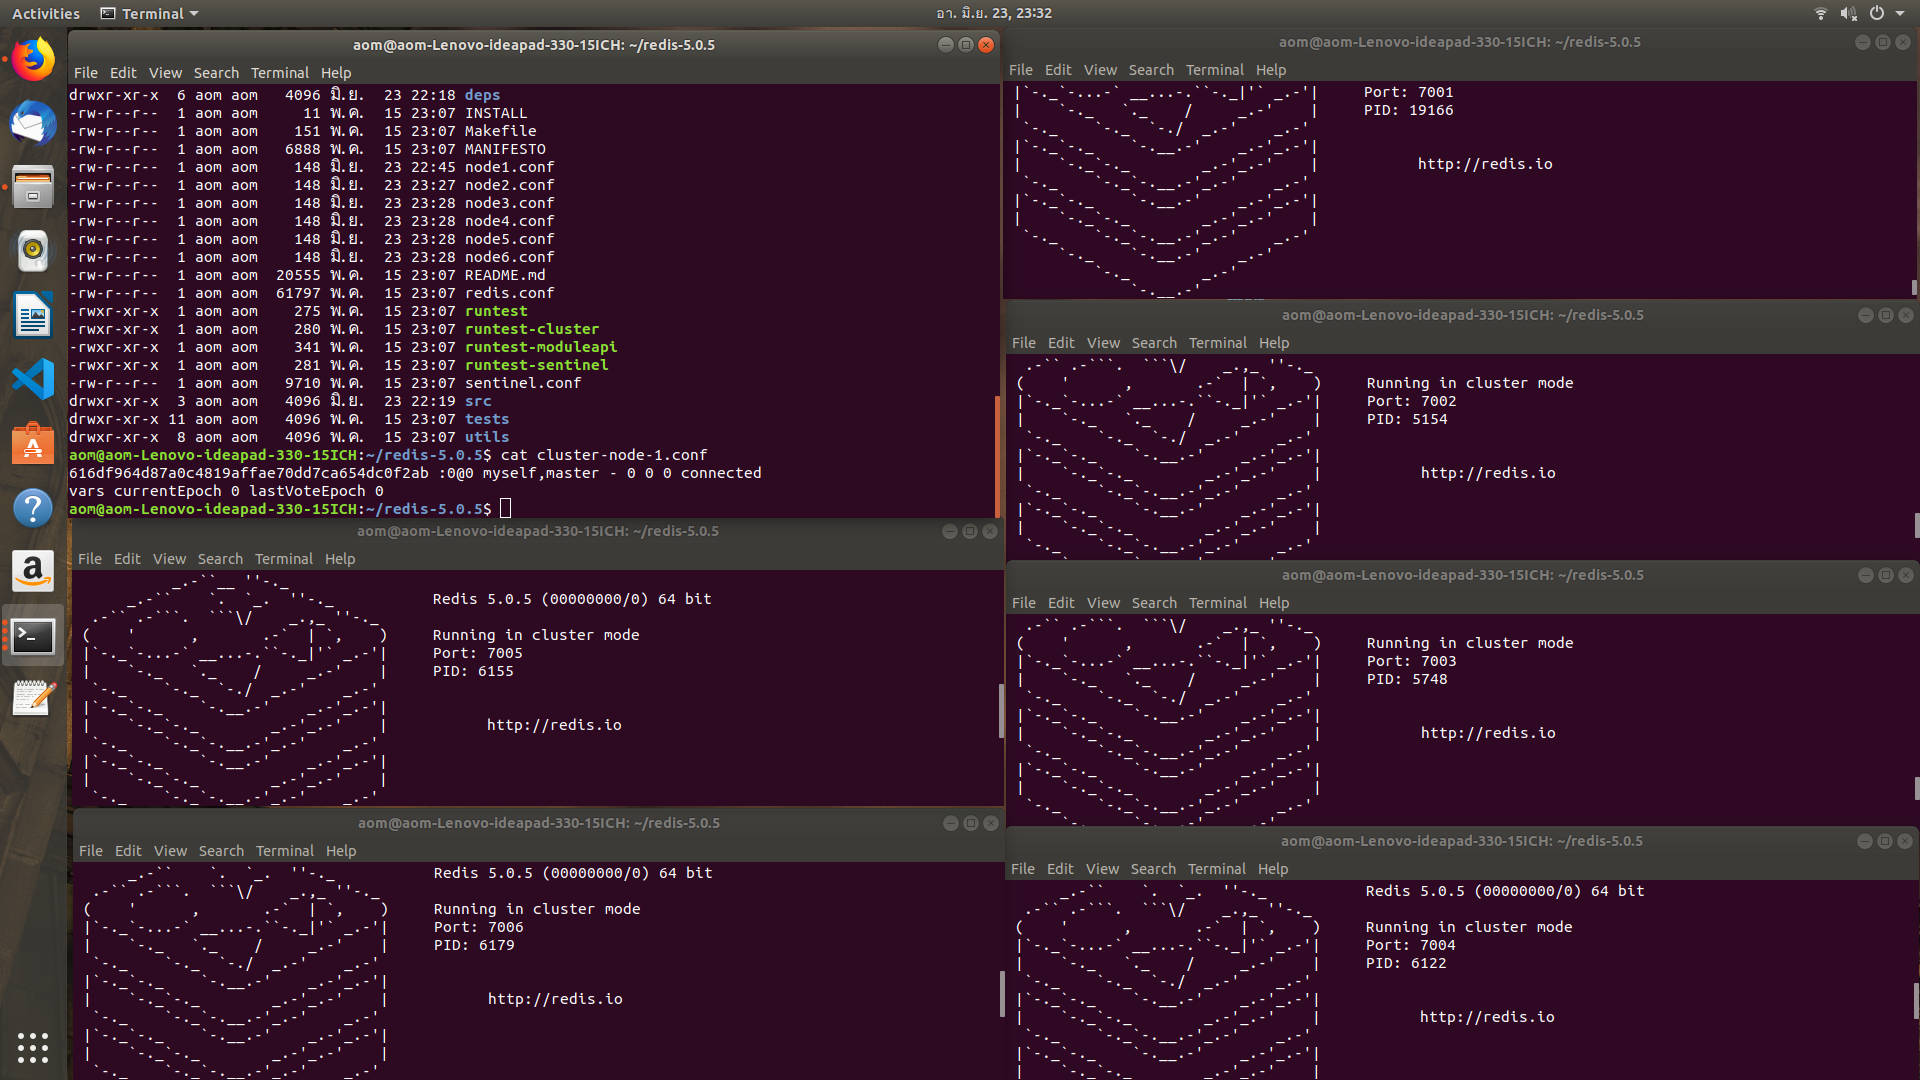 Activities
Terminal
อา. มิ.ย. 23, 23:32
aom@aom-Lenovo-ideapad-330-15ICH: ~/redis-5.0.5
File Edit View Search Terminal Help
drwxr-xr-x 6 aom aom 4096 มิ.ย. 23 22:18 deps
-rw-r--r-- 1 aom aom 11 พ.ค. 15 23:07 INSTALL
-rw-r--r-- 1 aom aom 151 พ.ค. 15 23:07 Makefile
-rw-r--r-- 1 aom aom 6888 พ.ค. 15 23:07 MANIFESTO
-rw-r--r-- 1 aom aom 148 มิ.ย. 23 22:45 node1.conf
-rw-r--r-- 1 aom aom 148 มิ.ย. 23 23:27 node2.conf
-rw-r--r-- 1 aom aom 148 มิ.ย. 23 23:28 node3.conf
-rw-r--r-- 1 aom aom 148 มิ.ย. 23 23:28 node4.conf
-rw-r--r-- 1 aom aom 148 มิ.ย. 23 23:28 node5.conf
-rw-r--r-- 1 aom aom 148 มิ.ย. 23 23:28 node6.conf
-rw-r--r-- 1 aom aom 20555 พ.ค. 15 23:07 README.md
-rw-r--r-- 1 aom aom 61797 พ.ค. 15 23:07 redis.conf
-rwxr-xr-x 1 aom aom 275 พ.ค. 15 23:07 runtest
-rwxr-xr-x 1 aom aom 280 พ.ค. 15 23:07 runtest-cluster
-rwxr-xr-x 1 aom aom 341 พ.ค. 15 23:07 runtest-moduleapi
-rwxr-xr-x 1 aom aom 281 พ.ค. 15 23:07 runtest-sentinel
-rw-r--r-- 1 aom aom 9710 พ.ค. 15 23:07 sentinel.conf
drwxr-xr-x 3 aom aom 4096 มิ.ย. 23 22:19 src
drwxr-xr-x 11 aom aom 4096 พ.ค. 15 23:07 tests
drwxr-xr-x 8 aom aom 4096 พ.ค. 15 23:07 utils
aom@aom-Lenovo-ideapad-330-15ICH:~/redis-5.0.5$ cat cluster-node-1.conf
616df964d87a0c4819affae70dd7ca654dc0f2ab :0@0 myself,master - 0 0 0 connected
vars currentEpoch 0 lastVoteEpoch 0
aom@aom-Lenovo-ideapad-330-15ICH:~/redis-5.0.5$
aom@aom-Lenovo-ideapad-330-15ICH: ~/redis-5.0.5
File Edit View Search Terminal Help
Redis 5.0.5 (00000000/0) 64 bit
Running in cluster mode
Port: 7005
PID: 6155
http://redis.io
aom@aom-Lenovo-ideapad-330-15ICH: ~/redis-5.0.5
File Edit View Search Terminal Help
Redis 5.0.5 (00000000/0) 64 bit
Running in cluster mode
Port: 7006
PID: 6179
http://redis.io
aom@aom-Lenovo-ideapad-330-15ICH: ~/redis-5.0.5
File Edit View Search Terminal Help
Port: 7001
PID: 19166
http://redis.io
aom@aom-Lenovo-ideapad-330-15ICH: ~/redis-5.0.5
File Edit View Search Terminal Help
Running in cluster mode
Port: 7002
PID: 5154
http://redis.io
aom@aom-Lenovo-ideapad-330-15ICH: ~/redis-5.0.5
File Edit View Search Terminal Help
Running in cluster mode
Port: 7003
PID: 5748
http://redis.io
aom@aom-Lenovo-ideapad-330-15ICH: ~/redis-5.0.5
File Edit View Search Terminal Help
Redis 5.0.5 (00000000/0) 64 bit
Running in cluster mode
Port: 7004
PID: 6122
http://redis.io